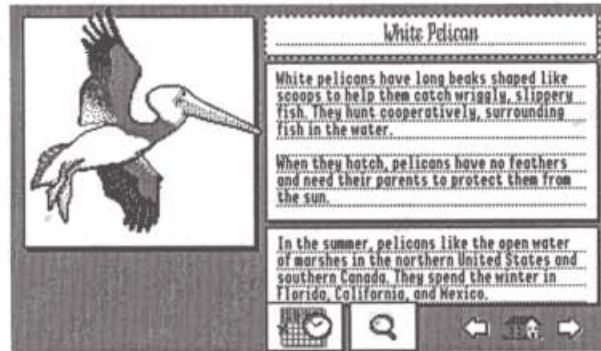 White Pelican
White pelicans have long beaks shaped like
scoops to help them catch wriggly, slippery
fish. They hunt cooperatively, surrounding
fish in the water.
When they hatch, pelicans have no feathers
and need their parents to protect them from
the sun.
In the summer, pelicans like the open water
of marshes in the northern United States and
southern Canada. They spend the winter in
Florida, California, and Mexico.